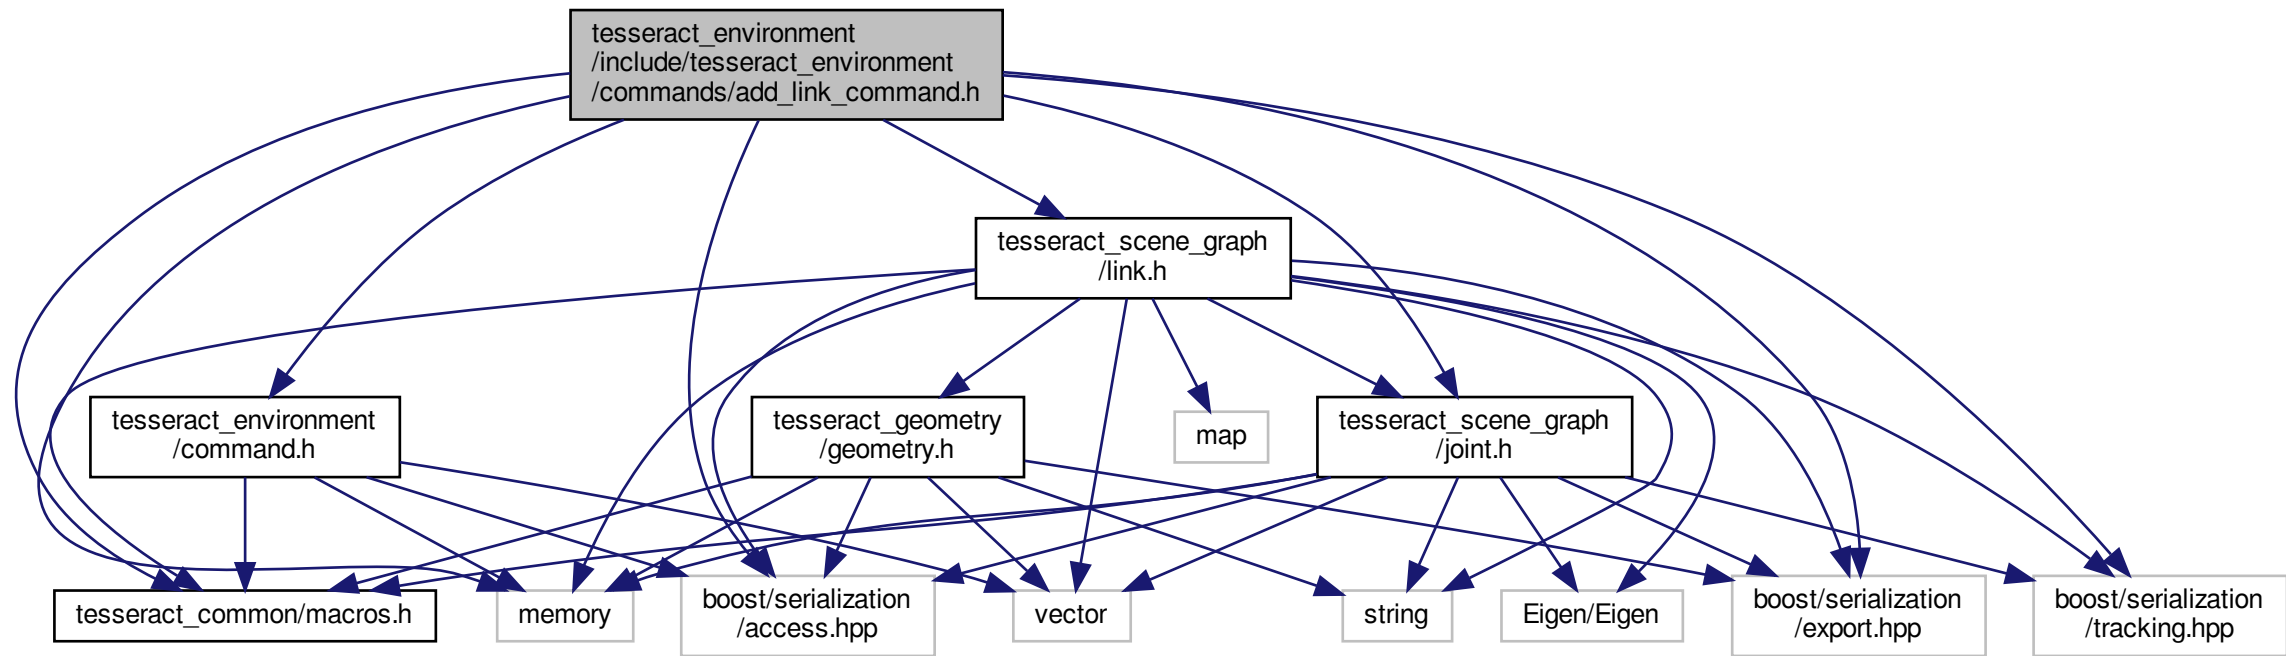 tesseract_environment
/include/tesseract_environment
/commands/add_link_command.h
tesseract_scene_graph
/link.h
tesseract_environment
/command.h
tesseract_geometry
/geometry.h
map
tesseract_scene_graph
/joint.h
tesseract_common/macros.h
memory
boost/serialization
/access.hpp
vector
string
Eigen/Eigen
boost/serialization
/export.hpp
boost/serialization
/tracking.hpp